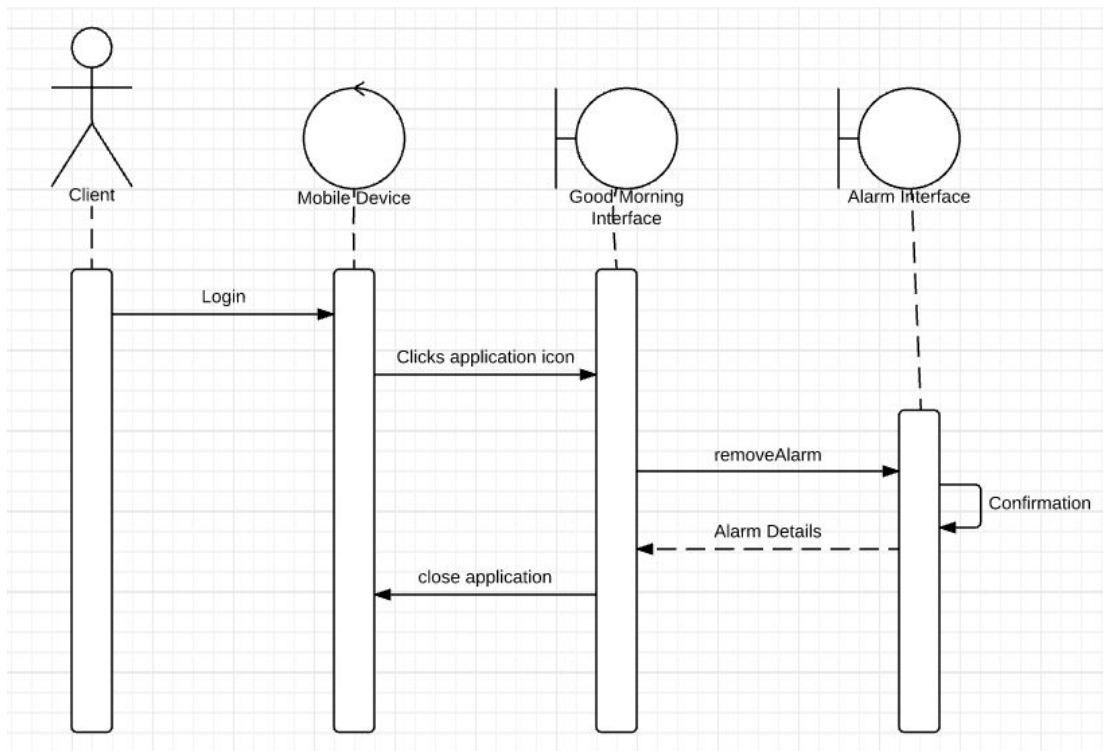 Client
Mobile Device
Good Morning
Interface
Alarm Interface
Login
Clicks application icon
removeAlarm
Confirmation
Alarm Details
close application